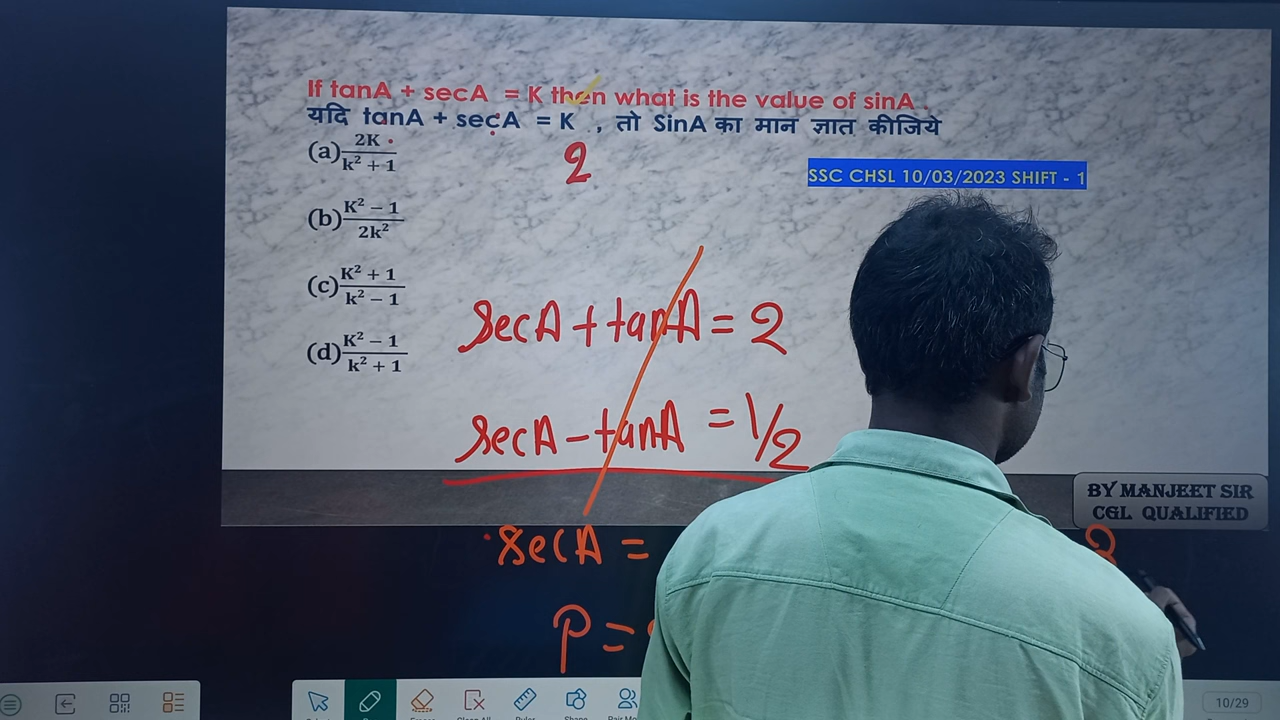 If tanA + secA = K then what is the value of sinA .
यदि tanA + secA = K , तो SinA का मान ज्ञात कीजिये
2
(a) 2K / k² + 1
SSC CHSL 10/03/2023 SHIFT - 1
(b) K² − 1 / 2k²
(c) K² + 1 / k² − 1
(d) K² − 1 / k² + 1
secA + tanA = 2
secA − tanA = 1/2
BY MANJEET SIR
CGL QUALIFIED
secA =
P =
10/29